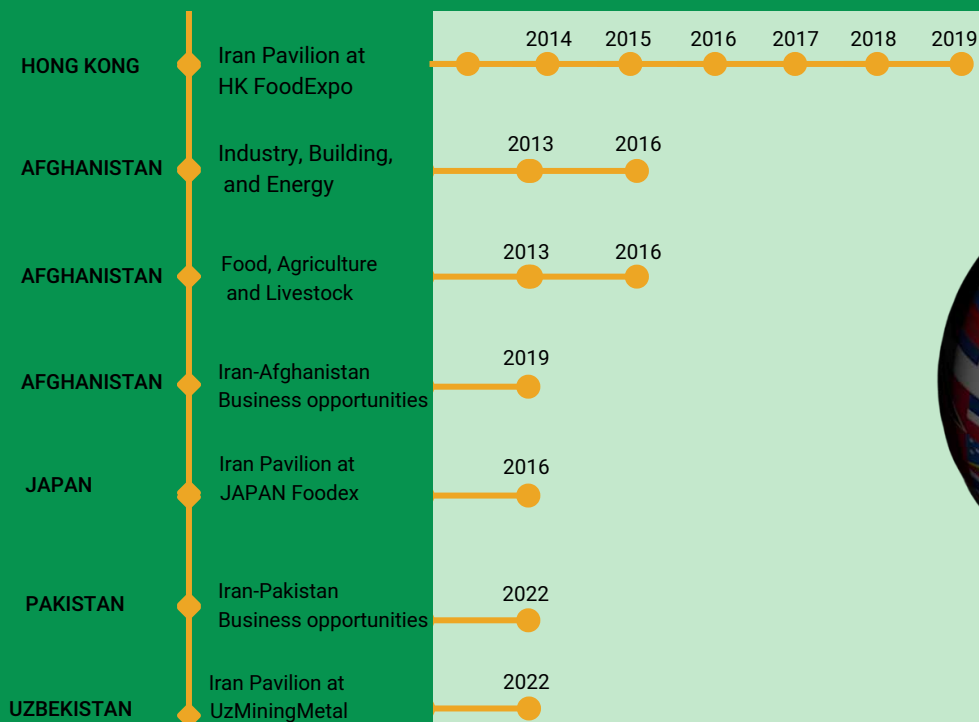 HONG KONG
Iran Pavilion at
HK FoodExpo
2014 2015 2016 2017 2018 2019
AFGHANISTAN
Industry, Building,
and Energy
2013 2016
AFGHANISTAN
Food, Agriculture
and Livestock
2013 2016
AFGHANISTAN
Iran-Afghanistan
Business opportunities
2019
JAPAN
Iran Pavilion at
JAPAN Foodex
2016
PAKISTAN
Iran-Pakistan
Business opportunities
2022
UZBEKISTAN
Iran Pavilion at
UzMiningMetal
2022